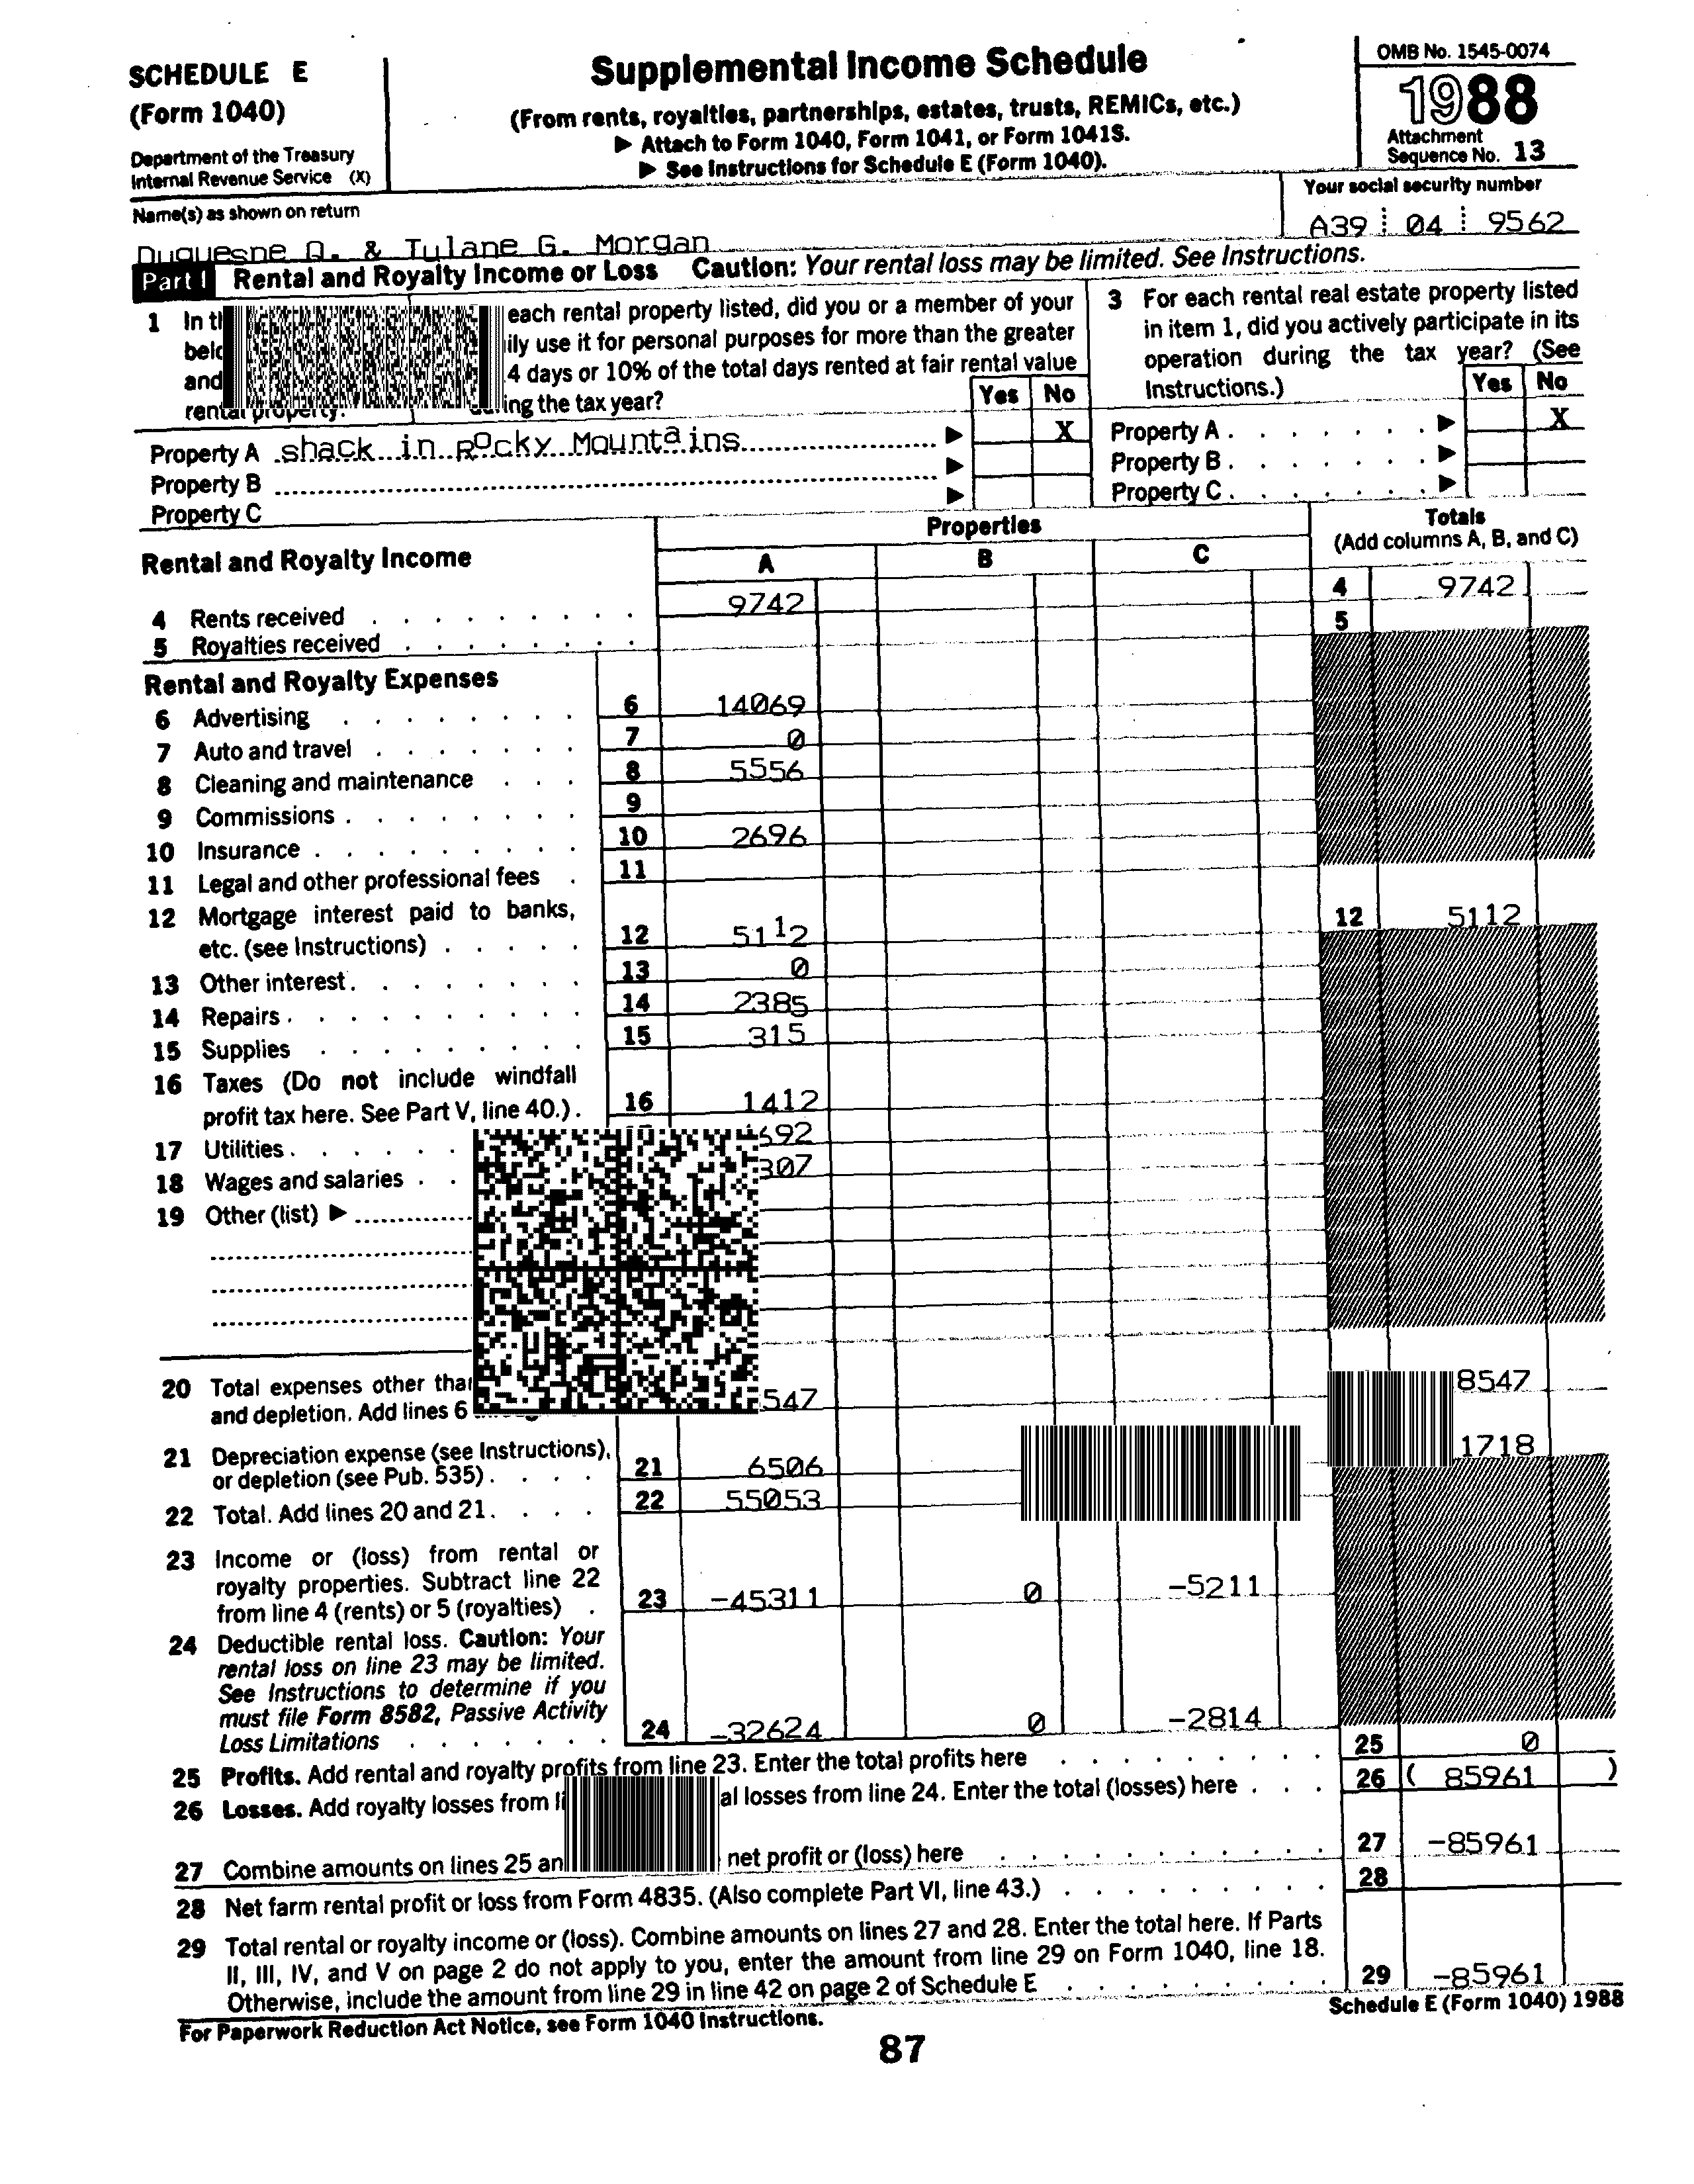 SCHEDULE E
(Form 1040)
Department of the Treasury
Internal Revenue Service (X)
Supplemental Income Schedule
(From rents, royalties, partnerships, estates, trusts, REMICs, etc.)
▶ Attach to Form 1040, Form 1041, or Form 1041S.
▶ See Instructions for Schedule E (Form 1040).
OMB No. 1545-0074
1988
Attachment
Sequence No. 13
Name(s) as shown on return
Your social security number
Duquesne Q. & Tulane G. Morgan
A39 04 9562
Part I Rental and Royalty Income or Loss Caution: Your rental loss may be limited. See Instructions.
1 In
and
rental property.
each rental property listed, did you or a member of your
use it for personal purposes for more than the greater
4 days or 10% of the total days rented at fair rental value
the tax year?
Yes No
3 For each rental real estate property listed
in item 1, did you actively participate in its
operation during the tax year? (See
Instructions.)
Yes No
Property A shack in Rocky Mountains ▶ X
Property B ▶
Property C ▶
Property A . . . . . . . ▶ X
Property B . . . . . . . ▶
Property C . . . . . . . ▶
Rental and Royalty Income
Properties
A B C
Totals
(Add columns A, B, and C)
4 Rents received 9742 4 9742
5 Royalties received 5
Rental and Royalty Expenses
6 Advertising 6 14069
7 Auto and travel 7 0
8 Cleaning and maintenance 8 5556
9 Commissions 9
10 Insurance 10 2696
11 Legal and other professional fees 11
12 Mortgage interest paid to banks,
etc. (see Instructions) 12 5112 12 5112
13 Other interest 13 0
14 Repairs 14 2385
15 Supplies 15 315
16 Taxes (Do not include windfall
profit tax here. See Part V, line 40.) 16 1412
17 Utilities 692
18 Wages and salaries 307
19 Other (list) ▶
20 Total expenses other
and depletion. Add lines 6 547 8547
21 Depreciation expense (see Instructions),
or depletion (see Pub. 535) 21 6506 1718
22 Total. Add lines 20 and 21 22 55053
23 Income or (loss) from rental or
royalty properties. Subtract line 22
from line 4 (rents) or 5 (royalties) 23 -45311 0 -5211
24 Deductible rental loss. Caution: Your
rental loss on line 23 may be limited.
See Instructions to determine if you
must file Form 8582, Passive Activity
Loss Limitations 24 -32624 0 -2814
25 Profits. Add rental and royalty profits from line 23. Enter the total profits here 25 0
26 Losses. Add royalty losses from losses from line 24. Enter the total (losses) here 26 ( 85961 )
27 Combine amounts on lines 25 net profit or (loss) here 27 -85961
28 Net farm rental profit or loss from Form 4835. (Also complete Part VI, line 43.) 28
29 Total rental or royalty income or (loss). Combine amounts on lines 27 and 28. Enter the total here. If Parts
II, III, IV, and V on page 2 do not apply to you, enter the amount from line 29 on Form 1040, line 18.
Otherwise, include the amount from line 29 in line 42 on page 2 of Schedule E 29 -85961
For Paperwork Reduction Act Notice, see Form 1040 Instructions.
Schedule E (Form 1040) 1988
87